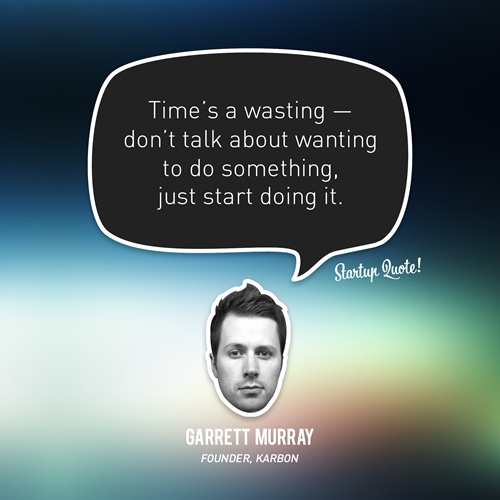 Time's a wasting —
don't talk about wanting
to do something,
just start doing it.
Startup Quote!
GARRETT MURRAY
FOUNDER, KARBON